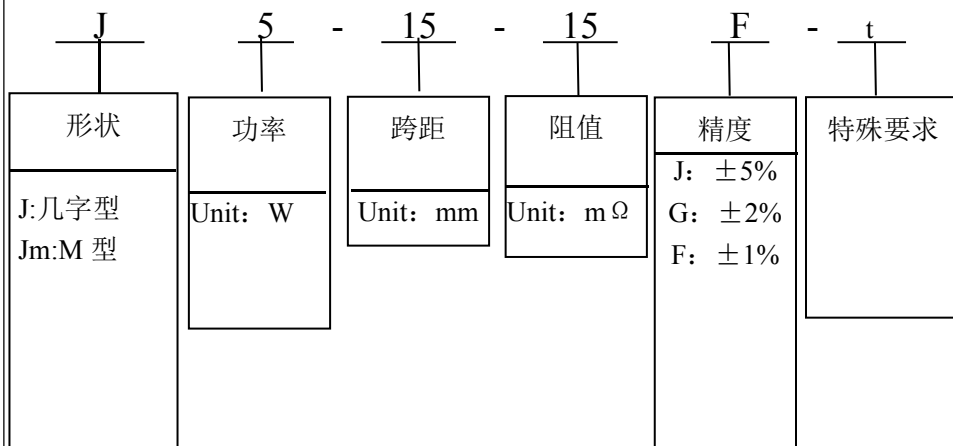 J 5 - 15 - 15 F - t
形状 功率 跨距 阻值 精度 特殊要求
J:几字型 Unit：W Unit：mm Unit：mΩ J：±5%
Jm:M 型 G：±2%
F：±1%